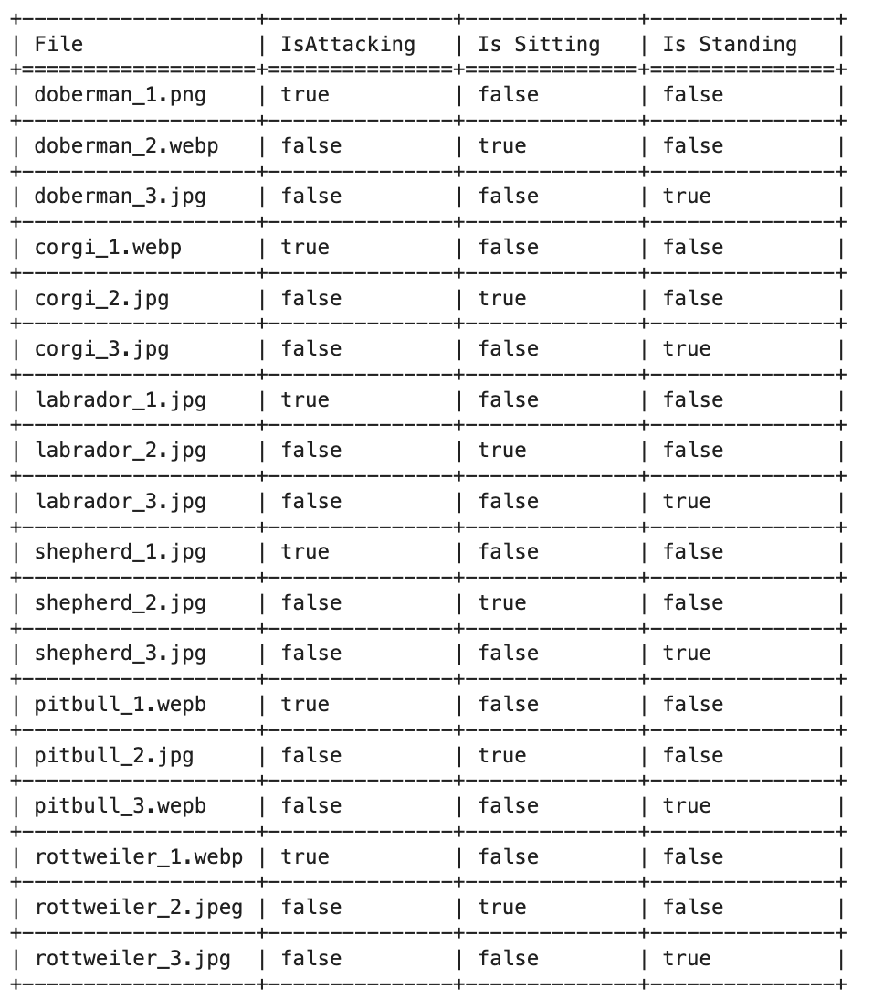 +-------------------+---------------+--------------+---------------+
| File              | IsAttacking   | Is Sitting   | Is Standing   |
+===================+===============+==============+===============+
| doberman_1.png    | true          | false        | false         |
+-------------------+---------------+--------------+---------------+
| doberman_2.webp   | false         | true         | false         |
+-------------------+---------------+--------------+---------------+
| doberman_3.jpg    | false         | false        | true          |
+-------------------+---------------+--------------+---------------+
| corgi_1.webp      | true          | false        | false         |
+-------------------+---------------+--------------+---------------+
| corgi_2.jpg       | false         | true         | false         |
+-------------------+---------------+--------------+---------------+
| corgi_3.jpg       | false         | false        | true          |
+-------------------+---------------+--------------+---------------+
| labrador_1.jpg    | true          | false        | false         |
+-------------------+---------------+--------------+---------------+
| labrador_2.jpg    | false         | true         | false         |
+-------------------+---------------+--------------+---------------+
| labrador_3.jpg    | false         | false        | true          |
+-------------------+---------------+--------------+---------------+
| shepherd_1.jpg    | true          | false        | false         |
+-------------------+---------------+--------------+---------------+
| shepherd_2.jpg    | false         | true         | false         |
+-------------------+---------------+--------------+---------------+
| shepherd_3.jpg    | false         | false        | true          |
+-------------------+---------------+--------------+---------------+
| pitbull_1.wepb    | true          | false        | false         |
+-------------------+---------------+--------------+---------------+
| pitbull_2.jpg     | false         | true         | false         |
+-------------------+---------------+--------------+---------------+
| pitbull_3.wepb    | false         | false        | true          |
+-------------------+---------------+--------------+---------------+
| rottweiler_1.webp | true          | false        | false         |
+-------------------+---------------+--------------+---------------+
| rottweiler_2.jpeg | false         | true         | false         |
+-------------------+---------------+--------------+---------------+
| rottweiler_3.jpg  | false         | false        | true          |
+-------------------+---------------+--------------+---------------+